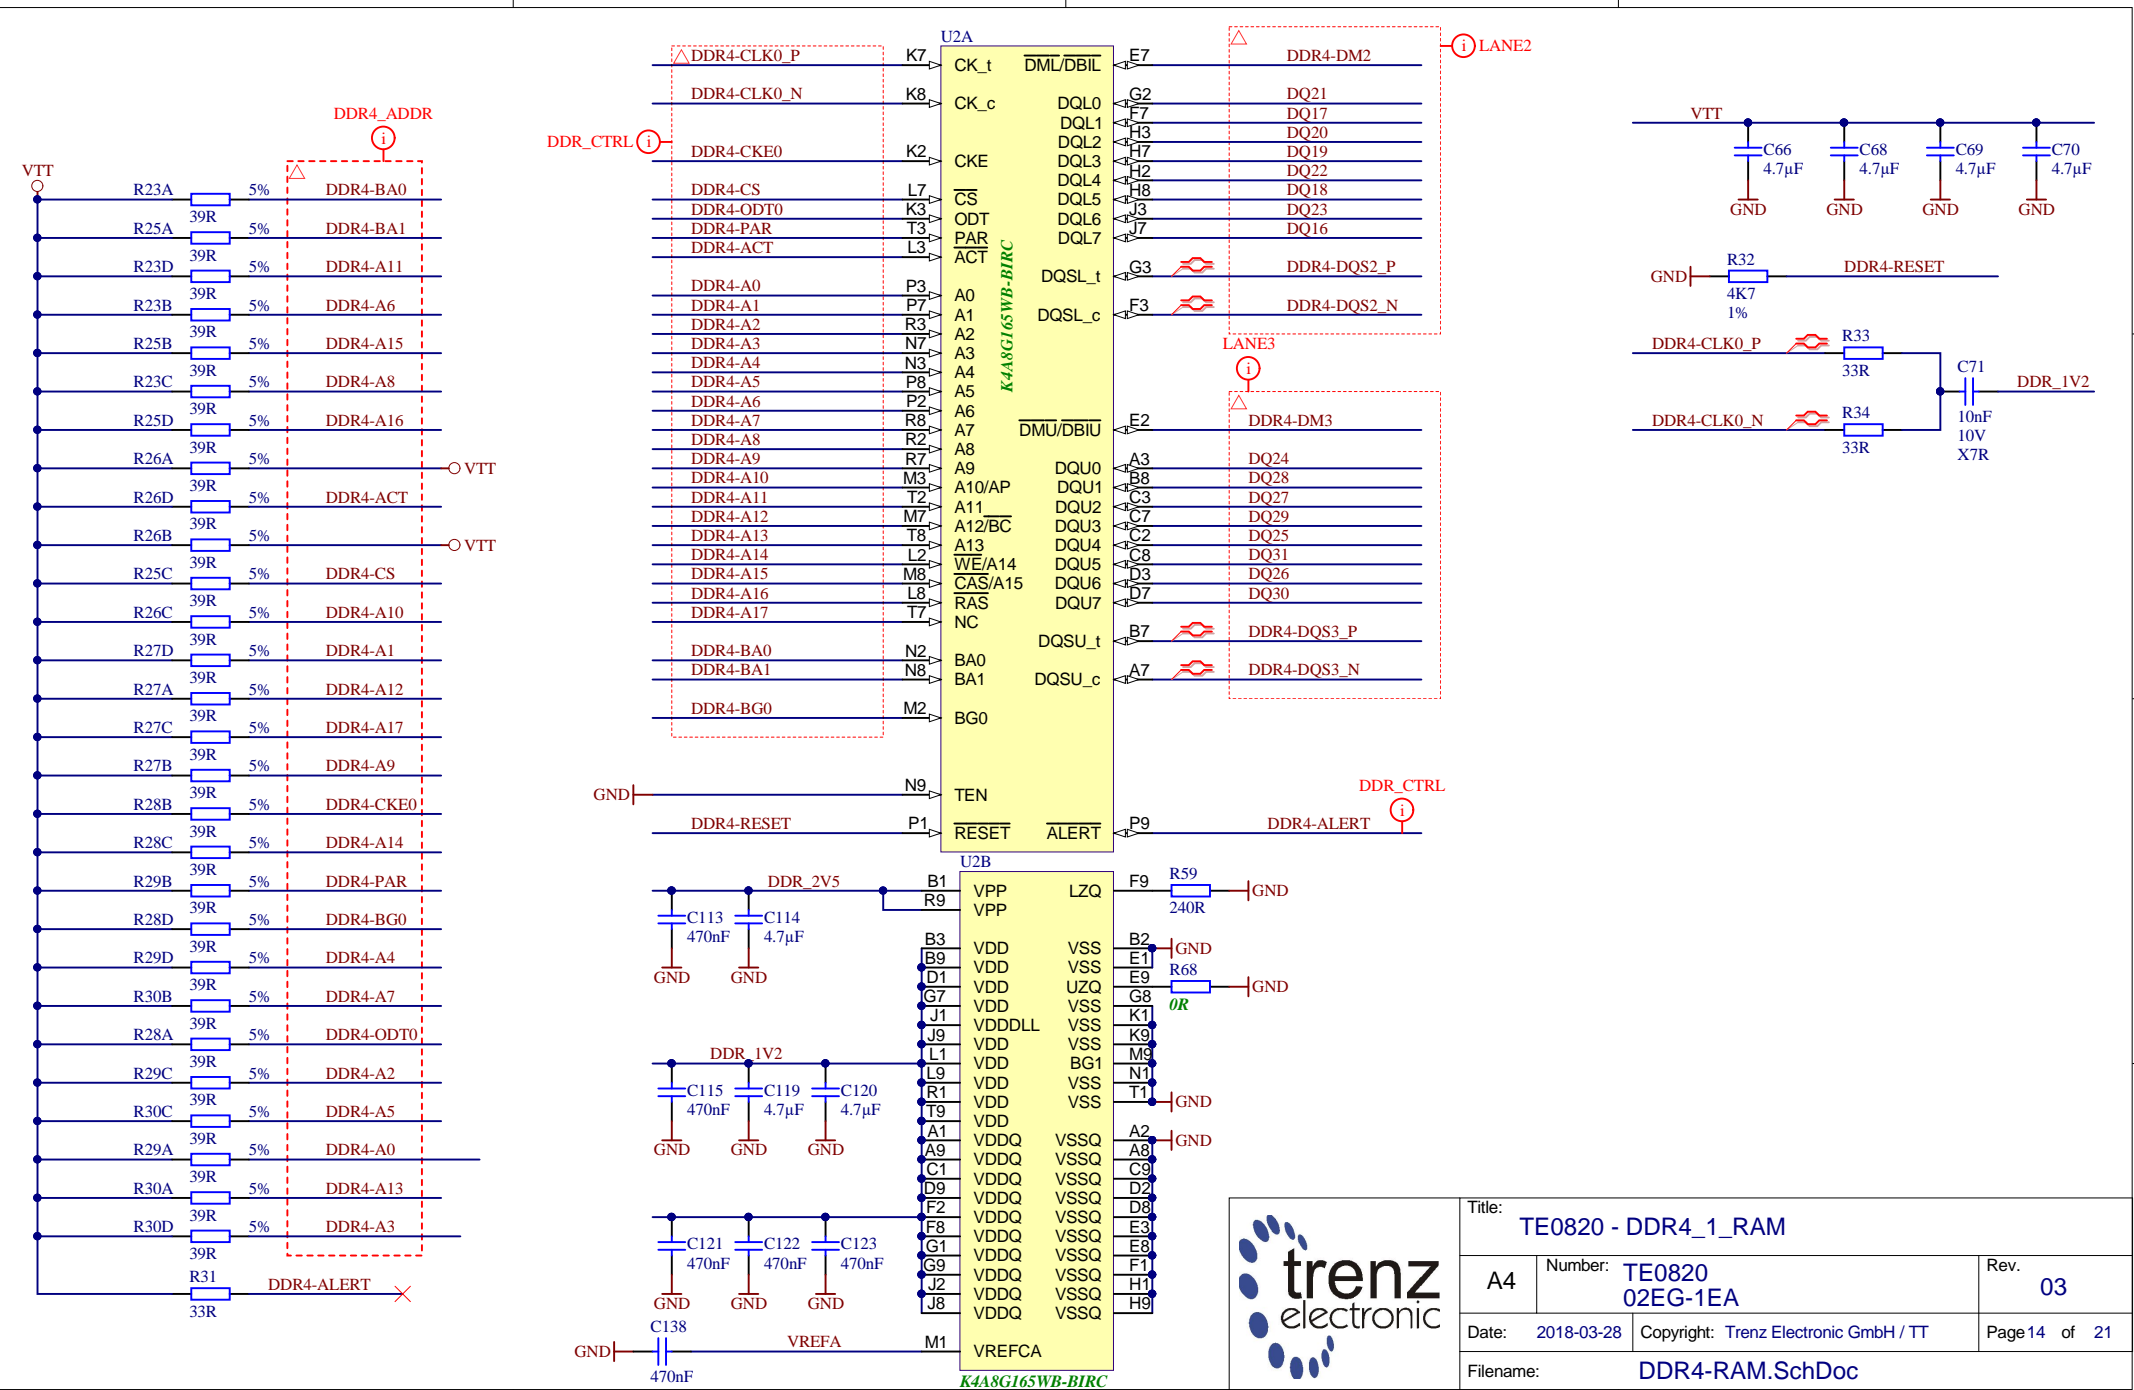 VTT
DDR4_ADDR
i
R23A 5% DDR4-BA0
39R
R25A 5% DDR4-BA1
39R
R23D 5% DDR4-A11
39R
R23B 5% DDR4-A6
39R
R25B 5% DDR4-A15
39R
R23C 5% DDR4-A8
39R
R25D 5% DDR4-A16
39R
R26A 5% VTT
39R
R26D 5% DDR4-ACT
39R
R26B 5% VTT
39R
R25C 5% DDR4-CS
39R
R26C 5% DDR4-A10
39R
R27D 5% DDR4-A1
39R
R27A 5% DDR4-A12
39R
R27C 5% DDR4-A17
39R
R27B 5% DDR4-A9
39R
R28B 5% DDR4-CKE0
39R
R28C 5% DDR4-A14
39R
R29B 5% DDR4-PAR
39R
R28D 5% DDR4-BG0
39R
R29D 5% DDR4-A4
39R
R30B 5% DDR4-A7
39R
R28A 5% DDR4-ODT0
39R
R29C 5% DDR4-A2
39R
R30C 5% DDR4-A5
39R
R29A 5% DDR4-A0
39R
R30A 5% DDR4-A13
39R
R30D 5% DDR4-A3
39R
R31 DDR4-ALERT
33R
U2A
DDR_CTRL i
DDR4-CLK0_P K7 CK_t
DDR4-CLK0_N K8 CK_c
DDR4-CKE0 K2 CKE
DDR4-CS L7 CS
DDR4-ODT0 K3 ODT
DDR4-PAR T3 PAR
DDR4-ACT L3 ACT
DDR4-A0 P3 A0
DDR4-A1 P7 A1
DDR4-A2 R3 A2
DDR4-A3 N7 A3
DDR4-A4 N3 A4
DDR4-A5 P8 A5
DDR4-A6 P2 A6
DDR4-A7 R8 A7
DDR4-A8 R2 A8
DDR4-A9 R7 A9
DDR4-A10 M3 A10/AP
DDR4-A11 T2 A11
DDR4-A12 M7 A12/BC
DDR4-A13 T8 A13
DDR4-A14 L2 WE/A14
DDR4-A15 M8 CAS/A15
DDR4-A16 L8 RAS
DDR4-A17 T7 NC
DDR4-BA0 N2 BA0
DDR4-BA1 N8 BA1
DDR4-BG0 M2 BG0
GND N9 TEN
DDR4-RESET P1 RESET
K4A8G165WB-BIRC
i LANE2
DML/DBIL E7 DDR4-DM2
DQL0 G2 DQ21
DQL1 F7 DQ17
DQL2 H3 DQ20
DQL3 H7 DQ19
DQL4 H2 DQ22
DQL5 H8 DQ18
DQL6 J3 DQ23
DQL7 J7 DQ16
DQSL_t G3 DDR4-DQS2_P
DQSL_c F3 DDR4-DQS2_N
LANE3
i
DMU/DBIU E2 DDR4-DM3
DQU0 A3 DQ24
DQU1 B8 DQ28
DQU2 C3 DQ27
DQU3 C7 DQ29
DQU4 C2 DQ25
DQU5 C8 DQ31
DQU6 D3 DQ26
DQU7 D7 DQ30
DQSU_t B7 DDR4-DQS3_P
DQSU_c A7 DDR4-DQS3_N
DDR_CTRL
i
ALERT P9 DDR4-ALERT
U2B
DDR_2V5 B1 VPP
R9 VPP
C113 C114
470nF 4.7µF
GND GND
B3 VDD
B9 VDD
D1 VDD
G7 VDD
J1 VDDDLL
J9 VDD
DDR_1V2 L1 VDD
L9 VDD
R1 VDD
T9 VDD
C115 C119 C120
470nF 4.7µF 4.7µF
GND GND GND
A1 VDDQ
A9 VDDQ
C1 VDDQ
D9 VDDQ
F2 VDDQ
F8 VDDQ
G1 VDDQ
G9 VDDQ
J2 VDDQ
J8 VDDQ
C121 C122 C123
470nF 470nF 470nF
GND GND GND
C138
GND VREFA M1 VREFCA
470nF
K4A8G165WB-BIRC
LZQ F9 R59 GND
240R
VSS B2 GND
VSS E1
UZQ E9 R68 GND
0R
VSS G8
VSS K1
VSS K9
BG1 M9
VSS N1
VSS T1 GND
VSSQ A2 GND
VSSQ A8
VSSQ C9
VSSQ D2
VSSQ D8
VSSQ E3
VSSQ E8
VSSQ F1
VSSQ H1
VSSQ H9
VTT
C66 C68 C69 C70
4.7µF 4.7µF 4.7µF 4.7µF
GND GND GND GND
GND R32 DDR4-RESET
4K7
1%
DDR4-CLK0_P R33
33R
C71 DDR_1V2
10nF
10V
X7R
DDR4-CLK0_N R34
33R
trenz
electronic
Title:
TE0820 - DDR4_1_RAM
A4 Number: TE0820
02EG-1EA
Rev.
03
Date: 2018-03-28 Copyright: Trenz Electronic GmbH / TT Page 14 of 21
Filename: DDR4-RAM.SchDoc